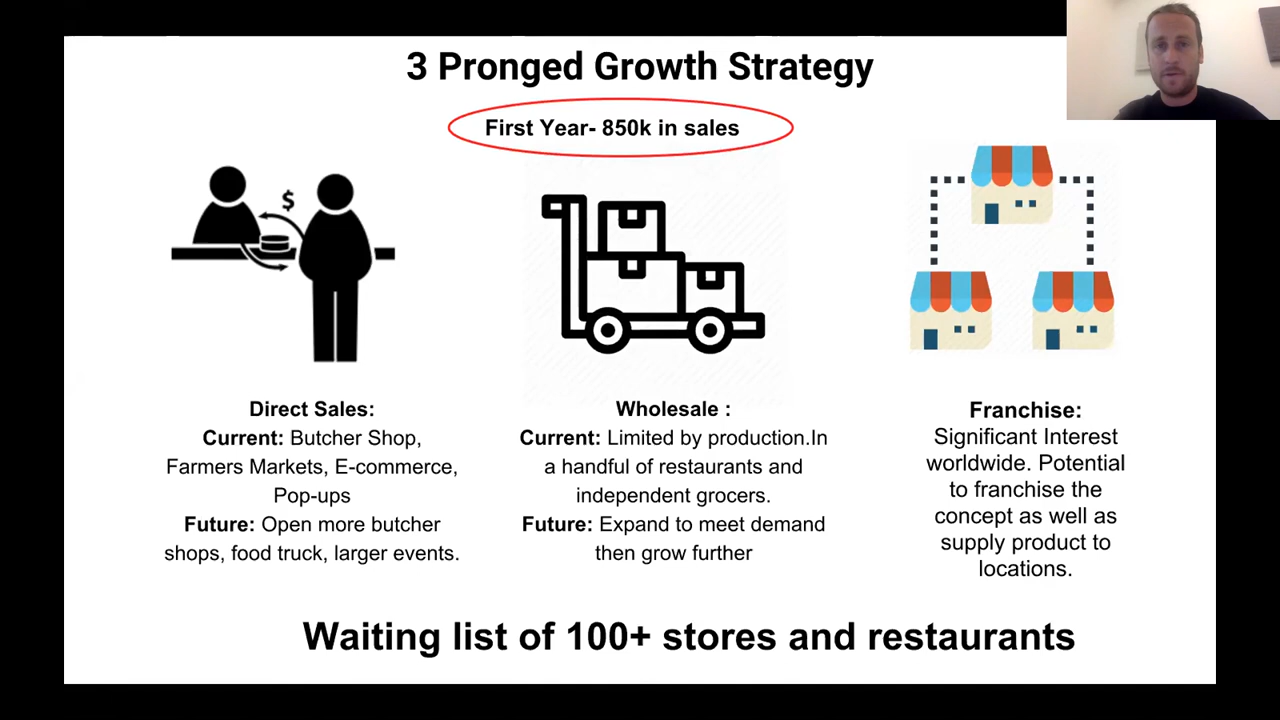 3 Pronged Growth Strategy
First Year- 850k in sales
$
Direct Sales:
Current: Butcher Shop,
Farmers Markets, E-commerce,
Pop-ups
Future: Open more butcher
shops, food truck, larger events.
Wholesale :
Current: Limited by production.In
a handful of restaurants and
independent grocers.
Future: Expand to meet demand
then grow further
Franchise:
Significant Interest
worldwide. Potential
to franchise the
concept as well as
supply product to
locations.
Waiting list of 100+ stores and restaurants